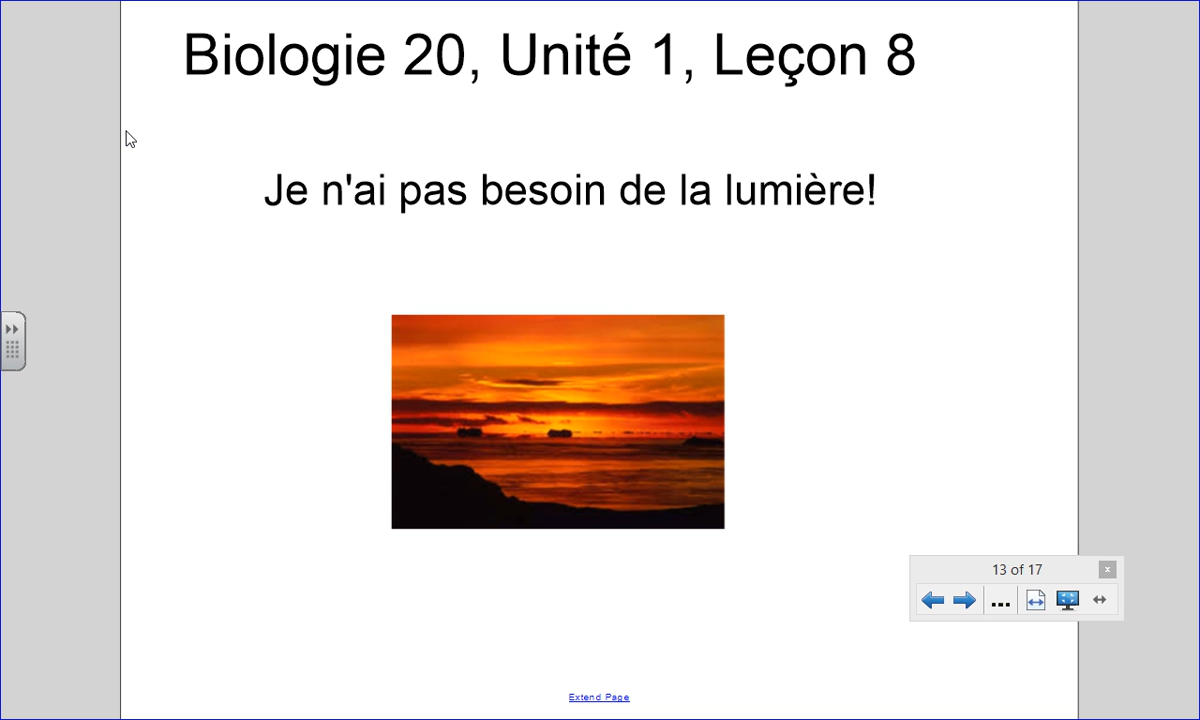 Biologie 20, Unité 1, Leçon 8
Je n'ai pas besoin de la lumière!
13 of 17
x
...
Extend Page